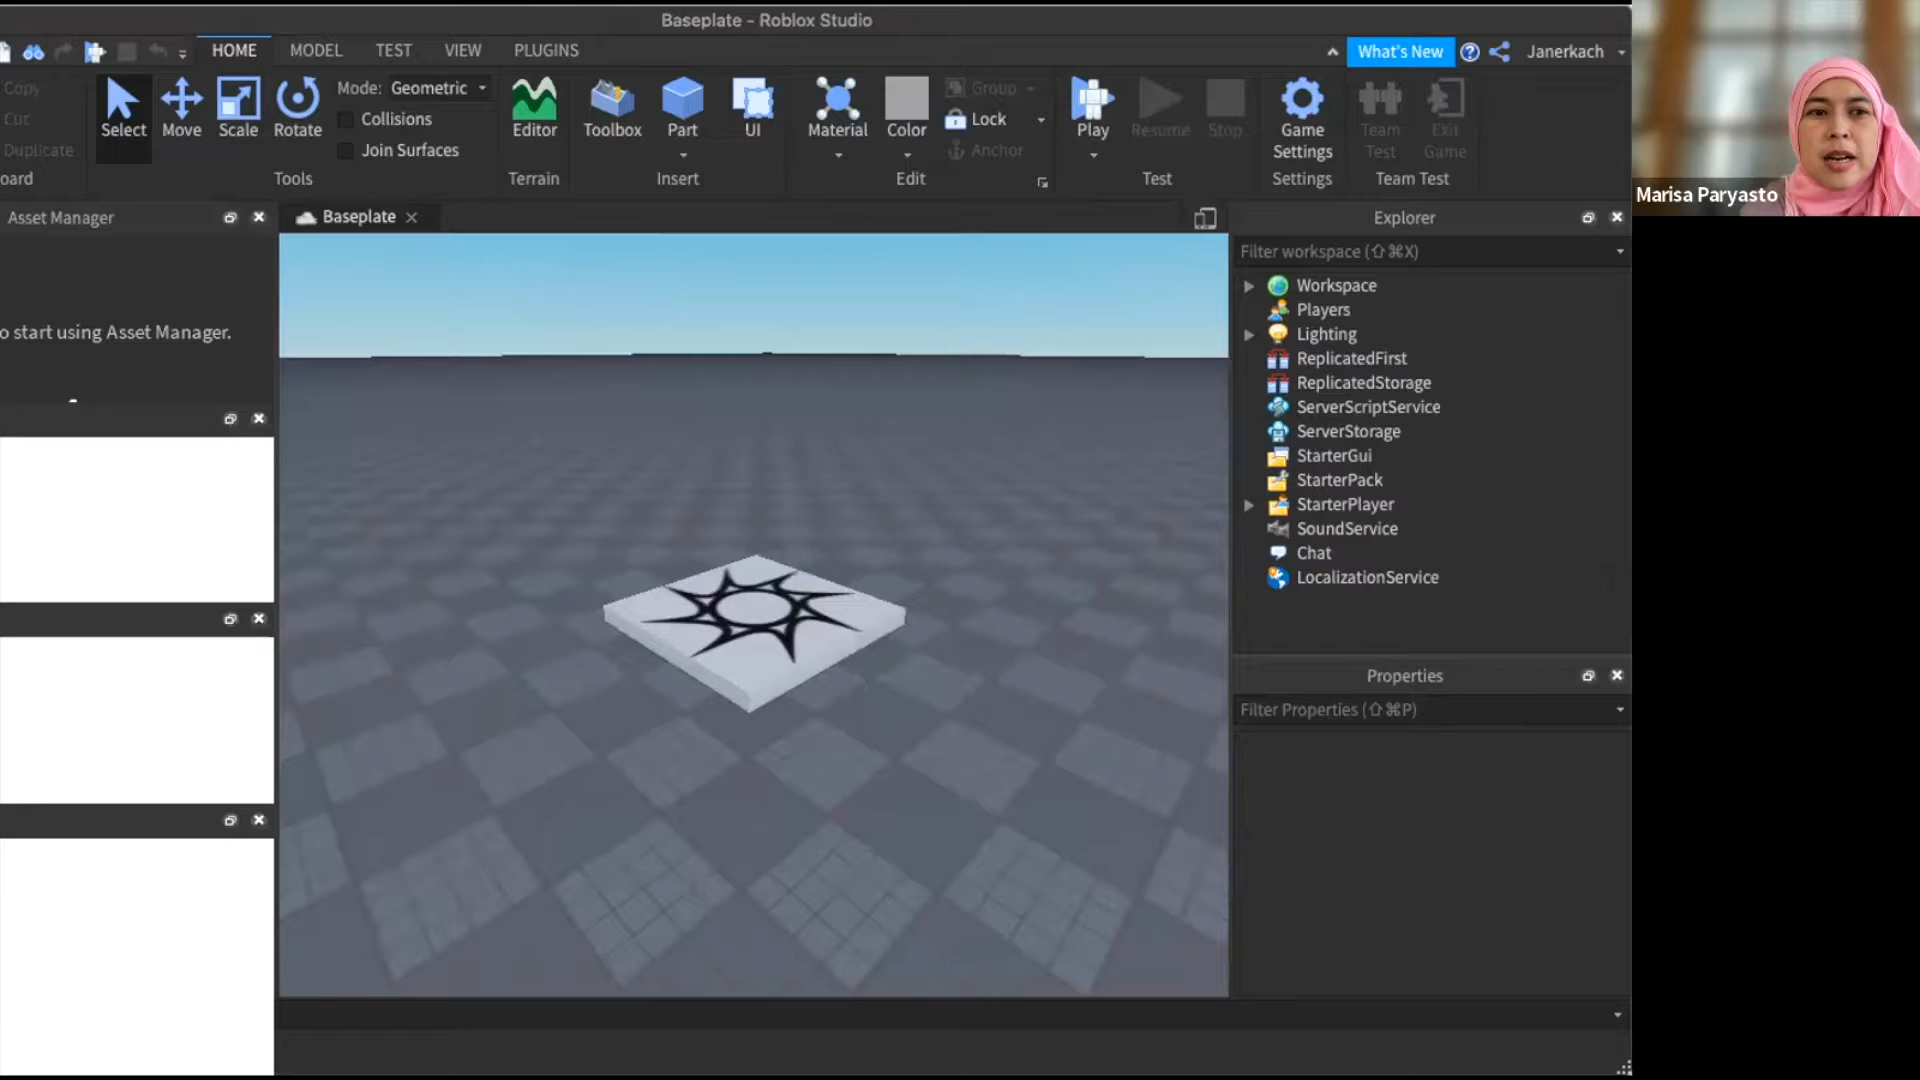 Baseplate - Roblox Studio
HOME MODEL TEST VIEW PLUGINS
What's New Janerkach
Copy
Cut
Duplicate
oard
Select Move Scale Rotate
Mode: Geometric
Collisions
Join Surfaces
Tools
Editor
Terrain
Toolbox Part UI
Insert
Material Color
Group
Lock
Anchor
Edit
Play Resume Stop
Test
Game Settings
Settings
Team Test
Exit Game
Team Test
Marisa Paryasto
Asset Manager
o start using Asset Manager.
Baseplate
Explorer
Filter workspace (⇧⌘X)
Workspace
Players
Lighting
ReplicatedFirst
ReplicatedStorage
ServerScriptService
ServerStorage
StarterGui
StarterPack
StarterPlayer
SoundService
Chat
LocalizationService
Properties
Filter Properties (⇧⌘P)